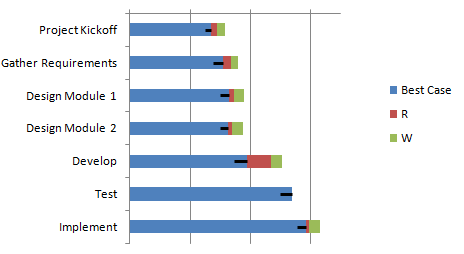 Project Kickoff
Gather Requirements
Design Module 1
Design Module 2
Develop
Test
Implement
Best Case
R
W